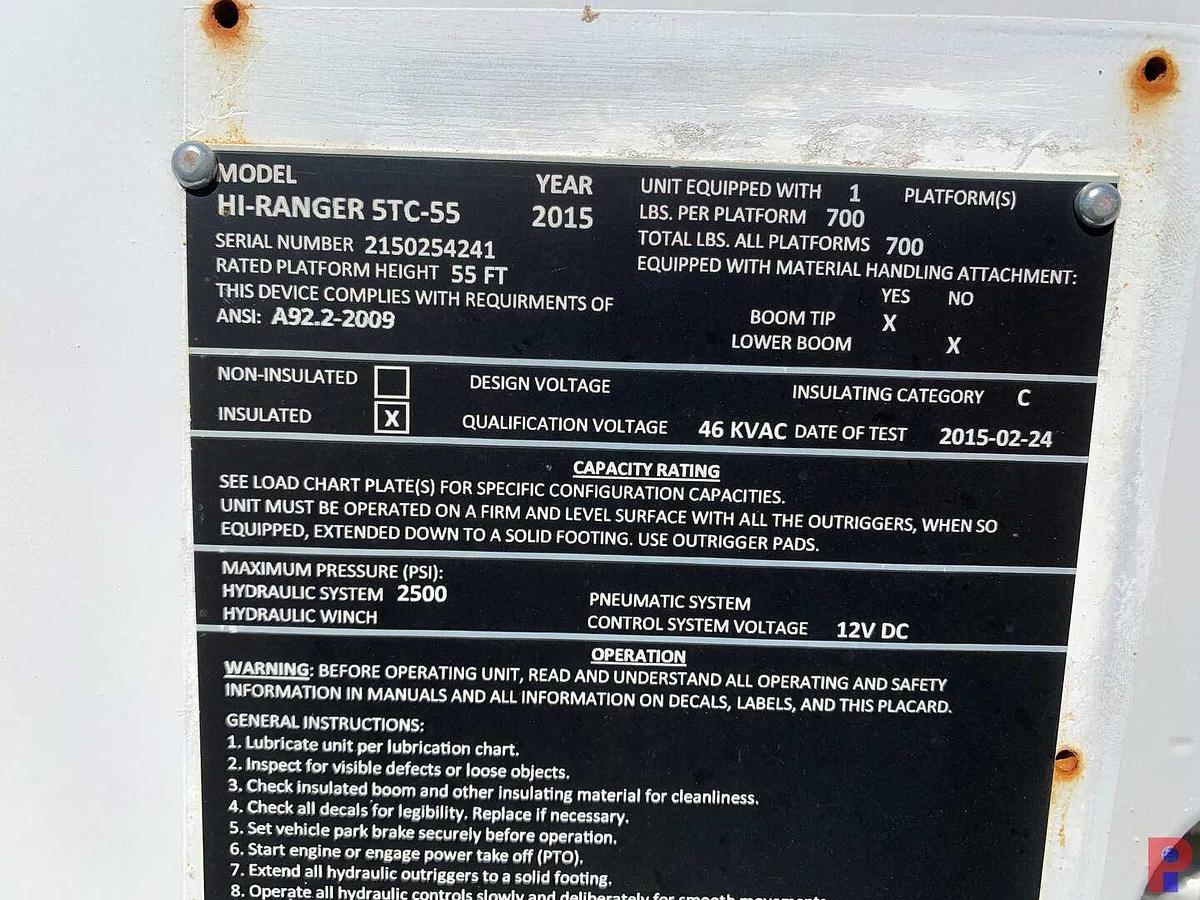 MODEL
HI-RANGER 5TC-55
YEAR
2015
SERIAL NUMBER 2150254241
RATED PLATFORM HEIGHT 55 FT
THIS DEVICE COMPLIES WITH REQUIRMENTS OF
ANSI: A92.2-2009
UNIT EQUIPPED WITH 1 PLATFORM(S)
LBS. PER PLATFORM 700
TOTAL LBS. ALL PLATFORMS 700
EQUIPPED WITH MATERIAL HANDLING ATTACHMENT:
YES NO
BOOM TIP X
LOWER BOOM X
NON-INSULATED DESIGN VOLTAGE INSULATING CATEGORY C
INSULATED X QUALIFICATION VOLTAGE 46 KVAC DATE OF TEST 2015-02-24
CAPACITY RATING
SEE LOAD CHART PLATE(S) FOR SPECIFIC CONFIGURATION CAPACITIES.
UNIT MUST BE OPERATED ON A FIRM AND LEVEL SURFACE WITH ALL THE OUTRIGGERS, WHEN SO
EQUIPPED, EXTENDED DOWN TO A SOLID FOOTING. USE OUTRIGGER PADS.
MAXIMUM PRESSURE (PSI):
HYDRAULIC SYSTEM 2500 PNEUMATIC SYSTEM
HYDRAULIC WINCH CONTROL SYSTEM VOLTAGE 12V DC
OPERATION
WARNING: BEFORE OPERATING UNIT, READ AND UNDERSTAND ALL OPERATING AND SAFETY
INFORMATION IN MANUALS AND ALL INFORMATION ON DECALS, LABELS, AND THIS PLACARD.
GENERAL INSTRUCTIONS:
1. Lubricate unit per lubrication chart.
2. Inspect for visible defects or loose objects.
3. Check insulated boom and other insulating material for cleanliness.
4. Check all decals for legibility. Replace if necessary.
5. Set vehicle park brake securely before operation.
6. Start engine or engage power take off (PTO).
7. Extend all hydraulic outriggers to a solid footing.
8. Operate all hydraulic controls slowly and deliberately for smooth movements.